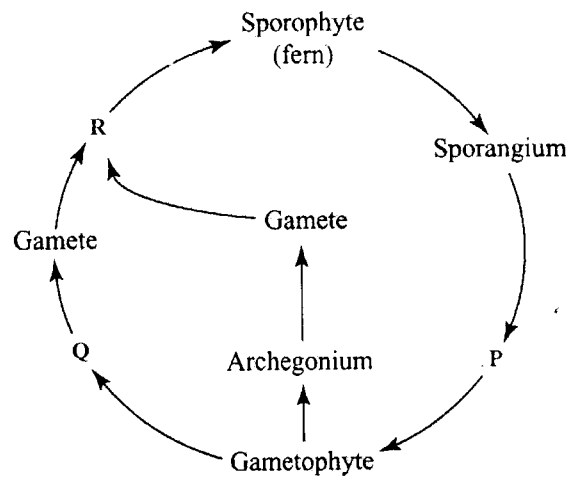 Sporophyte
(fern)
R
Sporangium
Gamete
Gamete
Q
Archegonium
P
Gametophyte